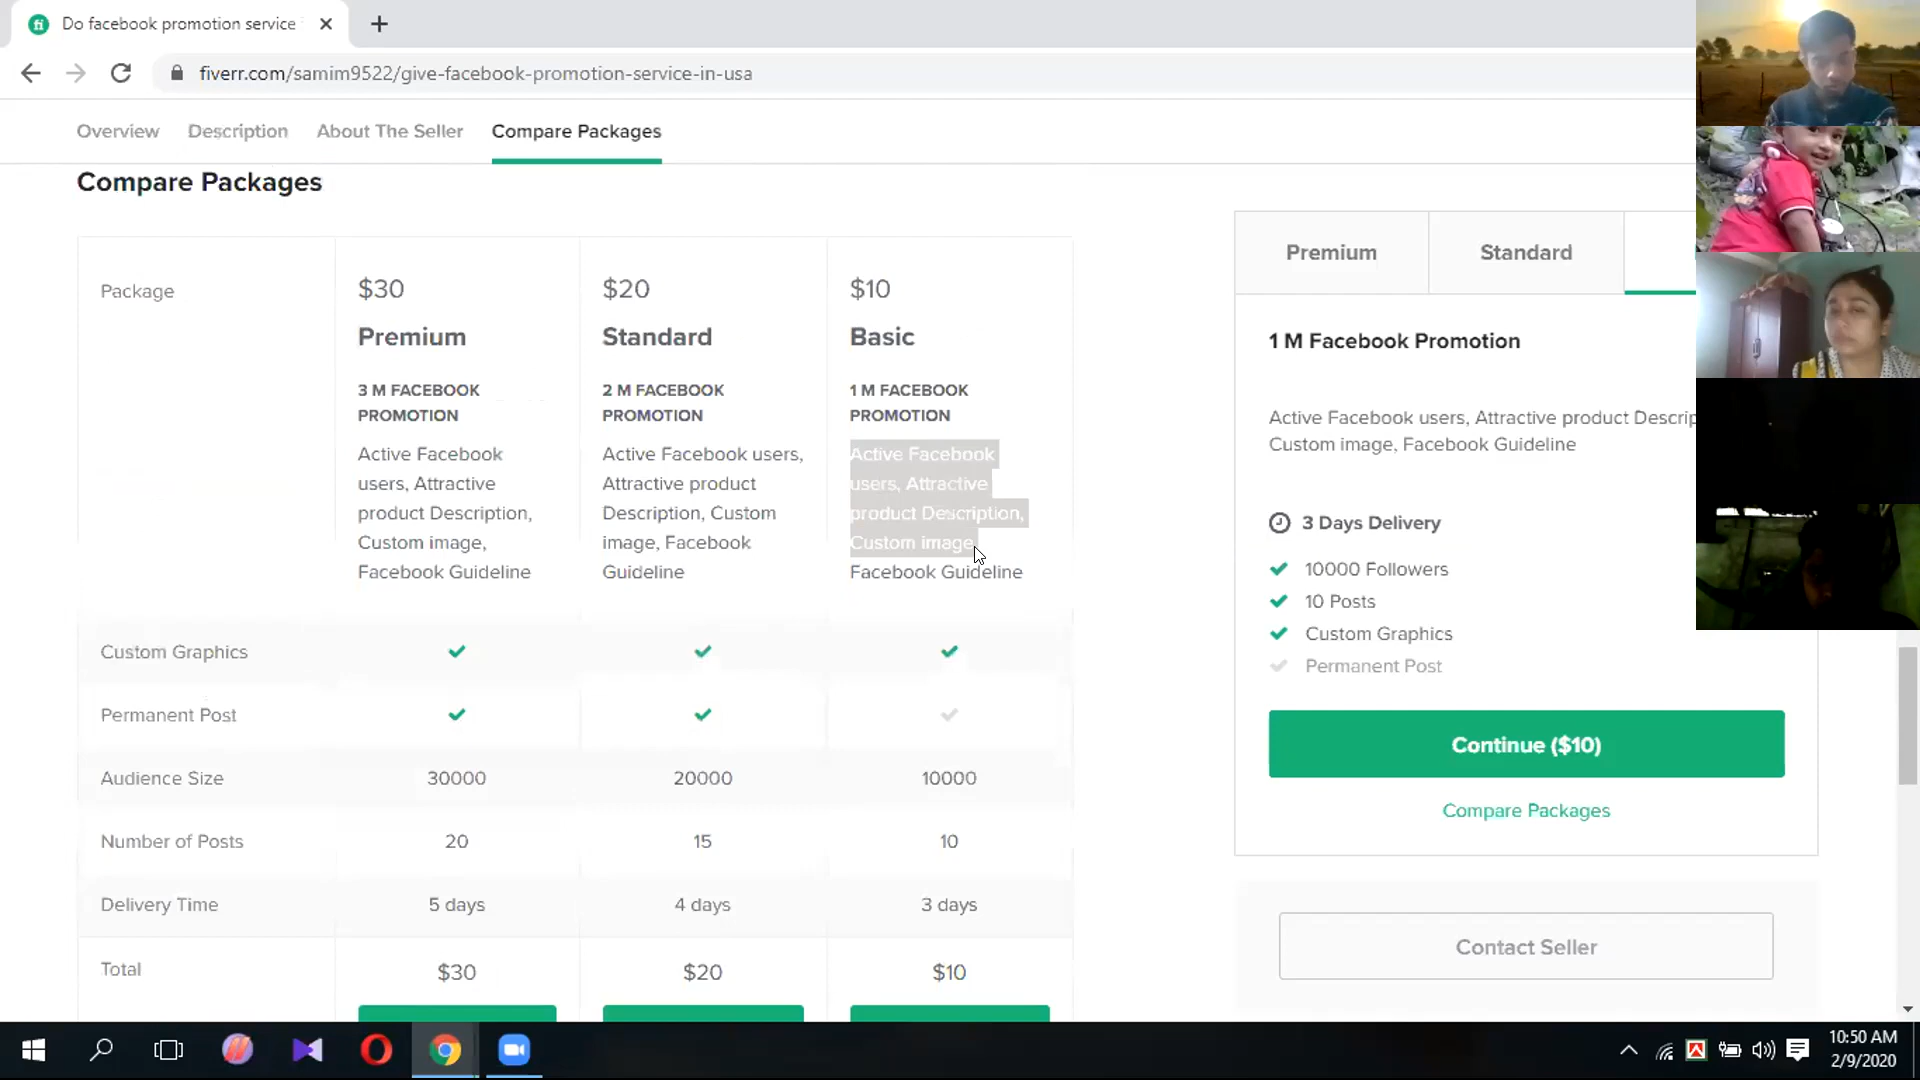 Do facebook promotion service
fiverr.com/samim9522/give-facebook-promotion-service-in-usa
Overview Description About The Seller Compare Packages
Compare Packages
Package
$30
Premium
3 M FACEBOOK
PROMOTION
Active Facebook
users, Attractive
product Description,
Custom image,
Facebook Guideline
$20
Standard
2 M FACEBOOK
PROMOTION
Active Facebook users,
Attractive product
Description, Custom
image, Facebook
Guideline
$10
Basic
1 M FACEBOOK
PROMOTION
Active Facebook
users, Attractive
product Description,
Custom image,
Facebook Guideline
Custom Graphics
Permanent Post
Audience Size 30000 20000 10000
Number of Posts 20 15 10
Delivery Time 5 days 4 days 3 days
Total $30 $20 $10
Premium Standard
1 M Facebook Promotion
Active Facebook users, Attractive product Descrip
Custom image, Facebook Guideline
3 Days Delivery
10000 Followers
10 Posts
Custom Graphics
Permanent Post
Continue ($10)
Compare Packages
Contact Seller
10:50 AM
2/9/2020